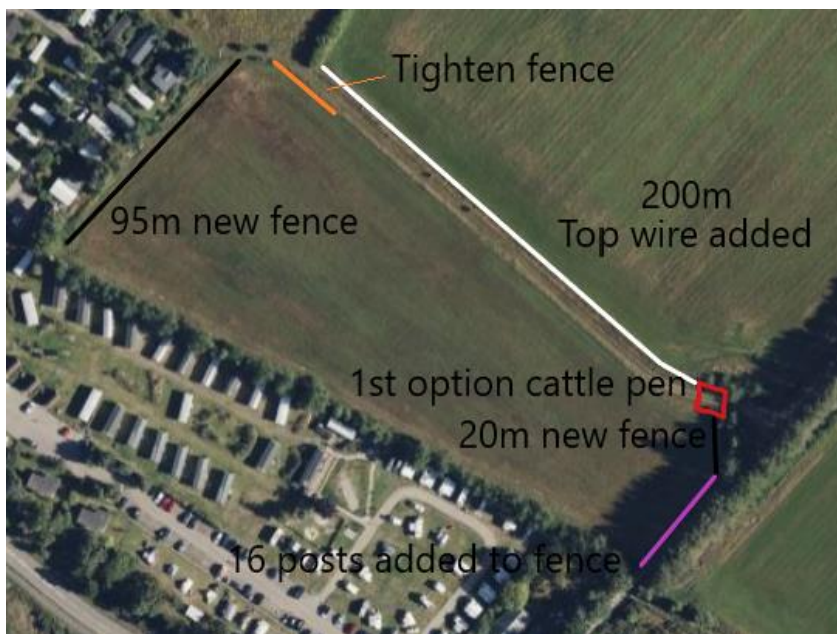 Tighten fence
200m
Top wire added
95m new fence
1st option cattle pen
20m new fence
16 posts added to fence